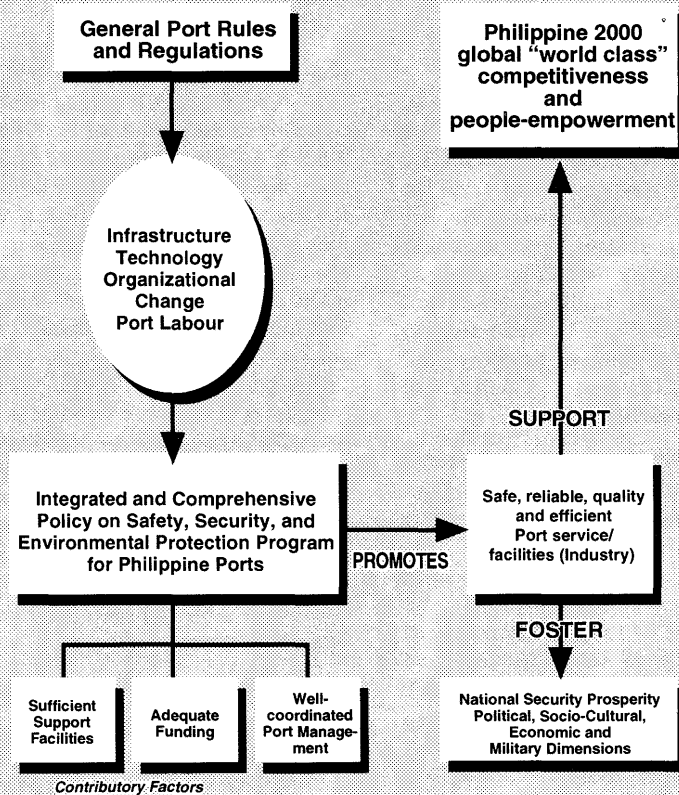 General Port Rules
and Regulations
Infrastructure
Technology
Organizational
Change
Port Labour
Integrated and Comprehensive
Policy on Safety, Security, and
Environmental Protection Program
for Philippine Ports
Sufficient
Support
Facilities
Adequate
Funding
Well-
coordinated
Port Manage-
ment
Contributory Factors
PROMOTES
Philippine 2000
global “world class”
competitiveness
and
people-empowerment
SUPPORT
Safe, reliable, quality
and efficient
Port service/
facilities (Industry)
FOSTER
National Security Prosperity
Political, Socio-Cultural,
Economic and
Military Dimensions